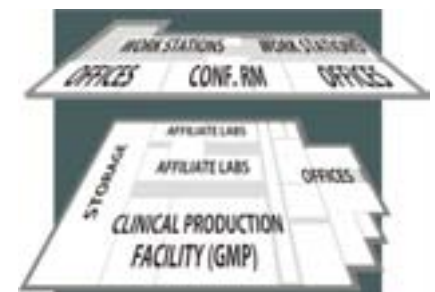 WORK STATIONS WORK STATIONS
OFFICES CONF. RM OFFICES
AFFILIATE LABS
AFFILIATE LABS
STORAGE
OFFICES
CLINICAL PRODUCTION
FACILITY (GMP)